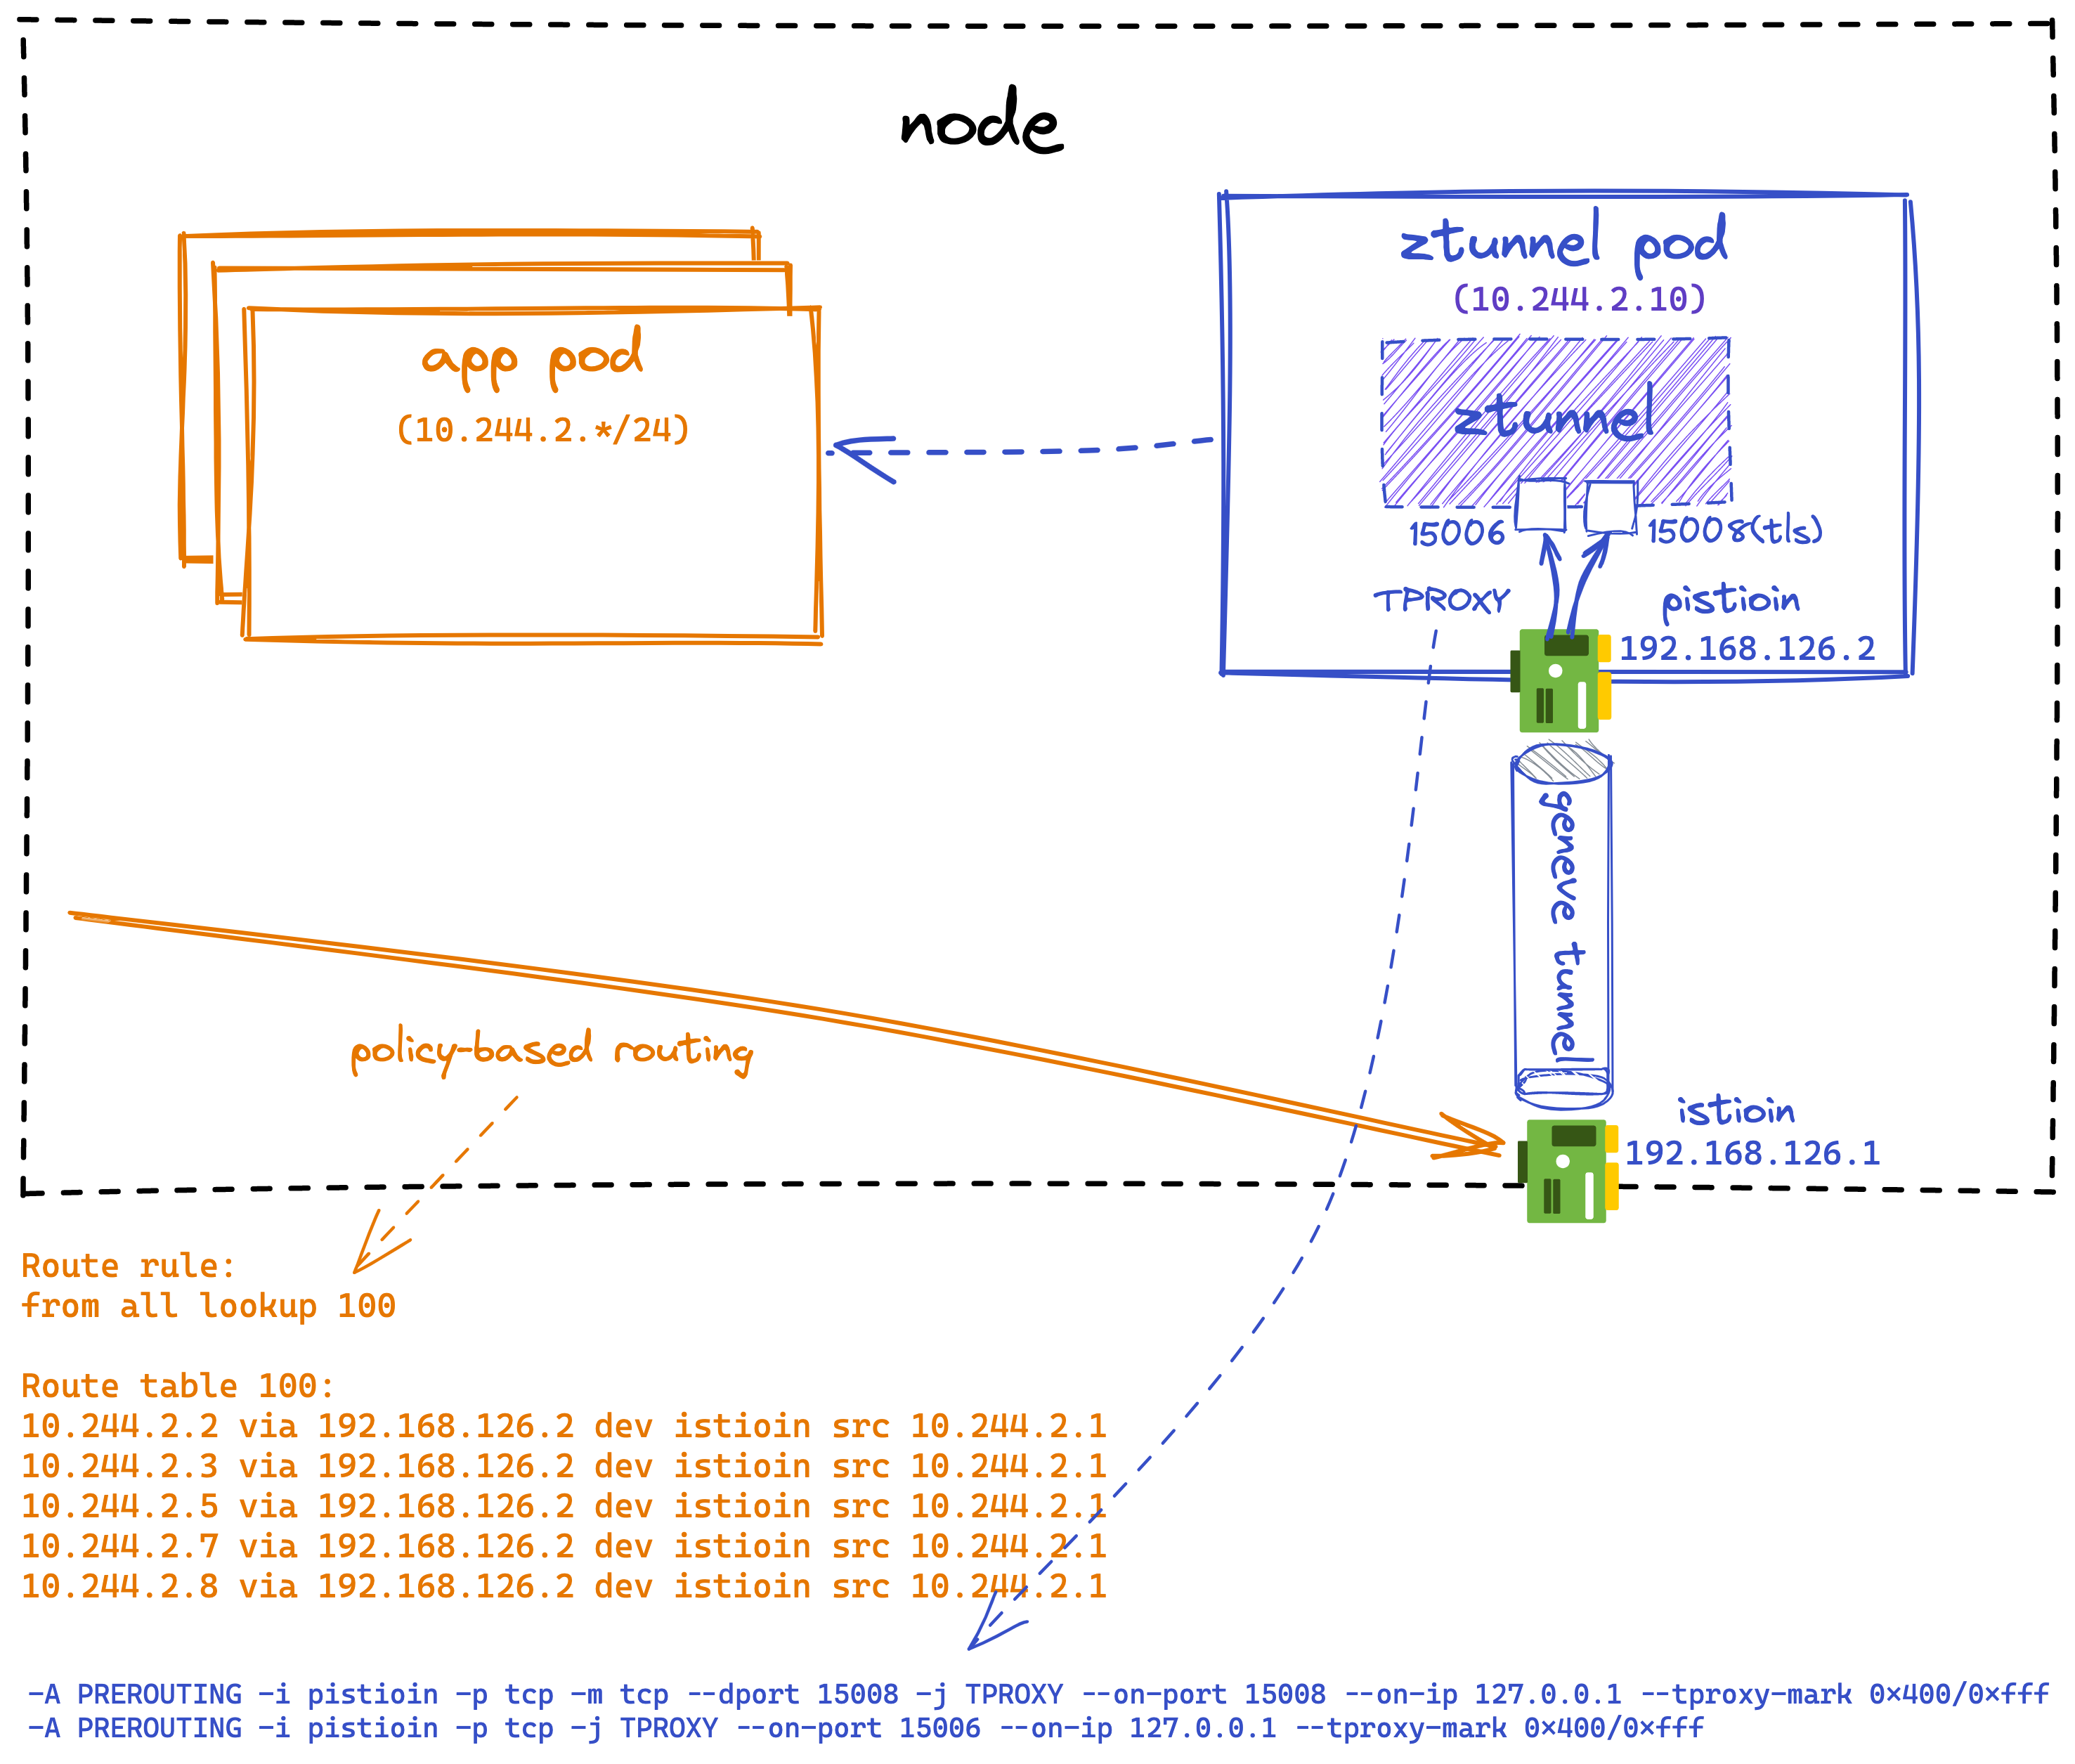 node
ztunnel pod
(10.244.2.10)
app pod
(10.244.2.*/24)
ztunnel
15006
15008(tls)
TPROXY
pistioin
192.168.126.2
geneve tunnel
policy-based routing
istioin
192.168.126.1
Route rule:
from all lookup 100
Route table 100:
10.244.2.2 via 192.168.126.2 dev istioin src 10.244.2.1
10.244.2.3 via 192.168.126.2 dev istioin src 10.244.2.1
10.244.2.5 via 192.168.126.2 dev istioin src 10.244.2.1
10.244.2.7 via 192.168.126.2 dev istioin src 10.244.2.1
10.244.2.8 via 192.168.126.2 dev istioin src 10.244.2.1
-A PREROUTING -i pistioin -p tcp -m tcp --dport 15008 -j TPROXY --on-port 15008 --on-ip 127.0.0.1 --tproxy-mark 0×400/0×fff
-A PREROUTING -i pistioin -p tcp -j TPROXY --on-port 15006 --on-ip 127.0.0.1 --tproxy-mark 0×400/0×fff